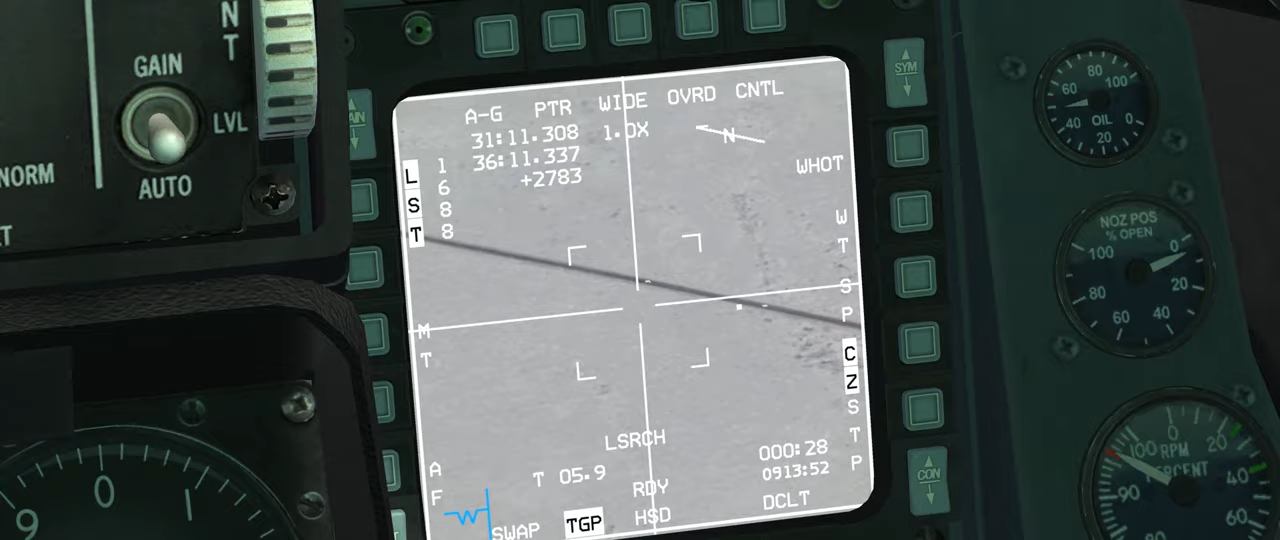 N
T
GAIN
LVL
NORM
AUTO
T
0
9
1
AIN
A-G PTR WIDE OVRD CNTL
31:11.308 1.0X
N
36:11.337
+2783
WHOT
L
S
T
1
6
8
8
M
T
W
T
S
P
C
Z
S
T
P
LSRCH
A
F
T 05.9
000:28
0913:52
RDY
W
SWAP TGP HSD DCLT
SYM
CON
80
100
60
40 OIL 0
20
NOZ POS
% OPEN
100 0
80 20
60 40
0
100 RPM 20
40
90
60